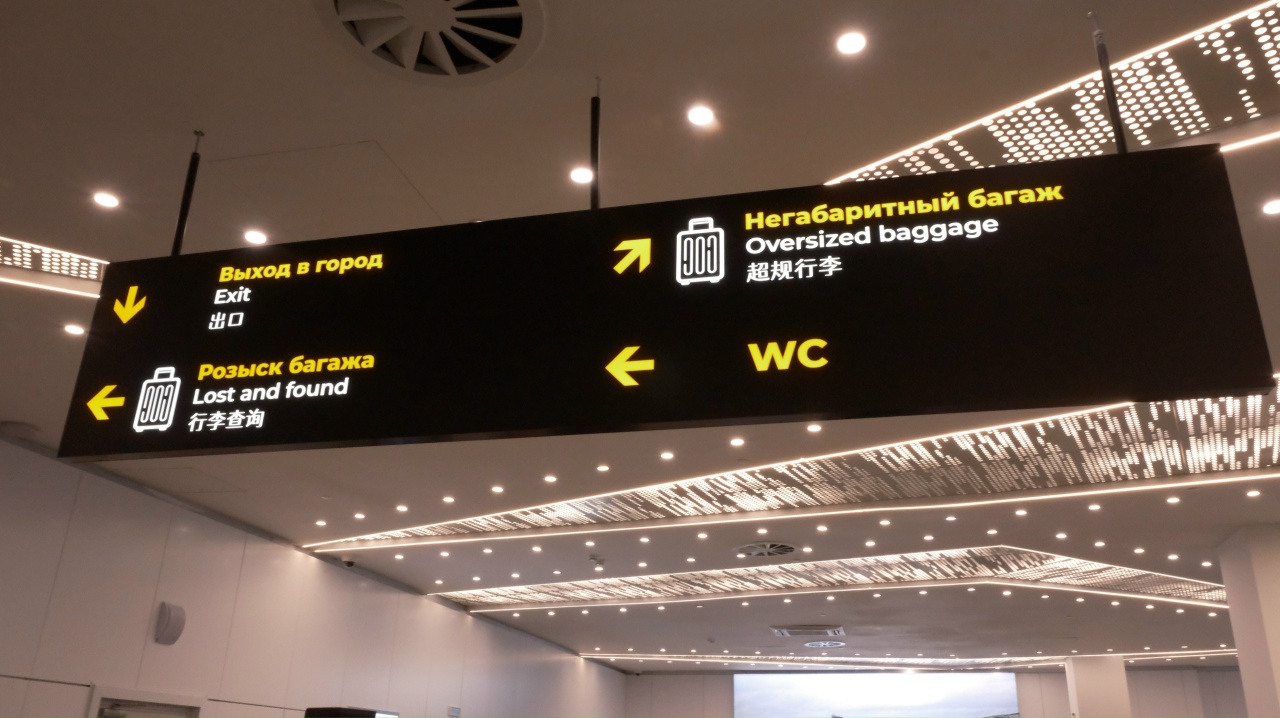 Выход в город
Exit
出口
Розыск багажа
Lost and found
行李查询
Негабаритный багаж
Oversized baggage
超规行李
WC